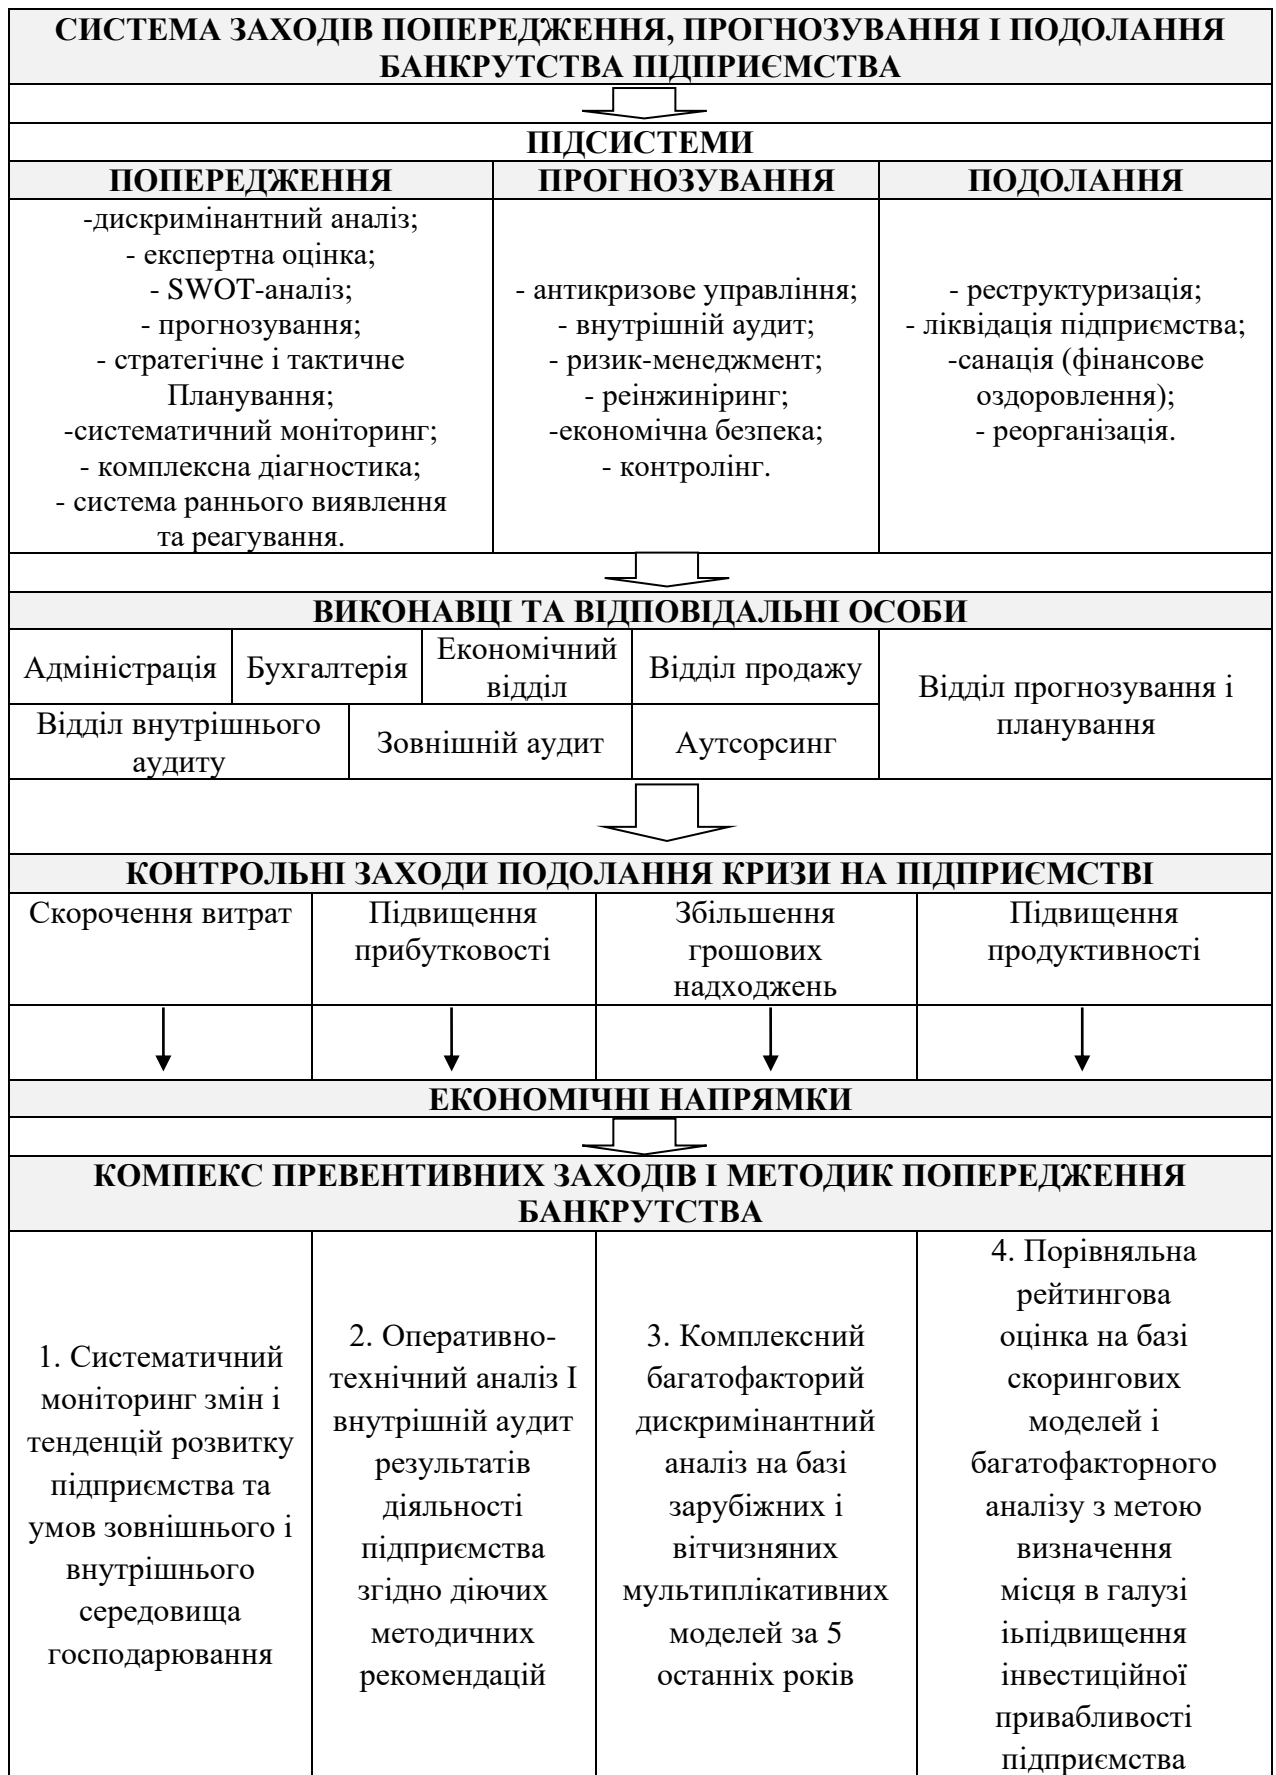 СИСТЕМА ЗАХОДІВ ПОПЕРЕДЖЕННЯ, ПРОГНОЗУВАННЯ І ПОДОЛАННЯ
БАНКРУТСТВА ПІДПРИЄМСТВА
ПІДСИСТЕМИ
ПОПЕРЕДЖЕННЯ
ПРОГНОЗУВАННЯ
ПОДОЛАННЯ
-дискримінантний аналіз;
- експертна оцінка;
- SWOT-аналіз;
- прогнозування;
- стратегічне і тактичне
Планування;
-систематичний моніторинг;
- комплексна діагностика;
- система раннього виявлення
та реагування.
- антикризове управління;
- внутрішній аудит;
- ризик-менеджмент;
- реінжиніринг;
-економічна безпека;
- контролінг.
- реструктуризація;
- ліквідація підприємства;
-санація (фінансове
оздоровлення);
- реорганізація.
ВИКОНАВЦІ ТА ВІДПОВІДАЛЬНІ ОСОБИ
Адміністрація
Бухгалтерія
Економічний
відділ
Відділ продажу
Відділ прогнозування і
планування
Відділ внутрішнього
аудиту
Зовнішній аудит
Аутсорсинг
КОНТРОЛЬНІ ЗАХОДИ ПОДОЛАННЯ КРИЗИ НА ПІДПРИЄМСТВІ
Скорочення витрат
Підвищення
прибутковості
Збільшення
грошових
надходжень
Підвищення
продуктивності
ЕКОНОМІЧНІ НАПРЯМКИ
КОМПЕКС ПРЕВЕНТИВНИХ ЗАХОДІВ І МЕТОДИК ПОПЕРЕДЖЕННЯ
БАНКРУТСТВА
1. Систематичний
моніторинг змін і
тенденцій розвитку
підприємства та
умов зовнішнього і
внутрішнього
середовища
господарювання
2. Оперативно-
технічний аналіз І
внутрішній аудит
результатів
діяльності
підприємства
згідно діючих
методичних
рекомендацій
3. Комплексний
багатофакторий
дискримінантний
аналіз на базі
зарубіжних і
вітчизняних
мультиплікативних
моделей за 5
останніх років
4. Порівняльна
рейтингова
оцінка на базі
скорингових
моделей і
багатофакторного
аналізу з метою
визначення
місця в галузі
іьпідвищення
інвестиційної
привабливості
підприємства